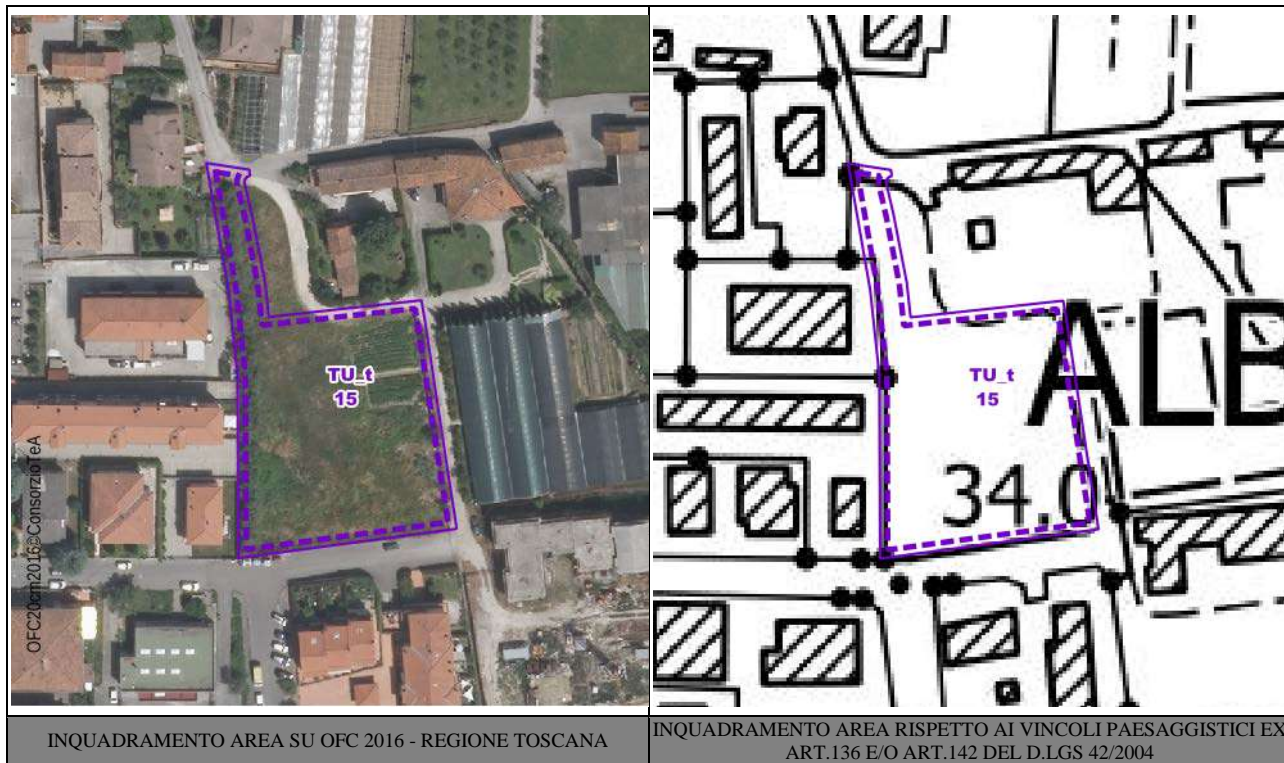 TU_t
15
OFC20cm2016©ConsorzioTeA
TU_t
15
ALB
34.0
INQUADRAMENTO AREA SU OFC 2016 - REGIONE TOSCANA
INQUADRAMENTO AREA RISPETTO AI VINCOLI PAESAGGISTICI EX
ART.136 E/O ART.142 DEL D.LGS 42/2004